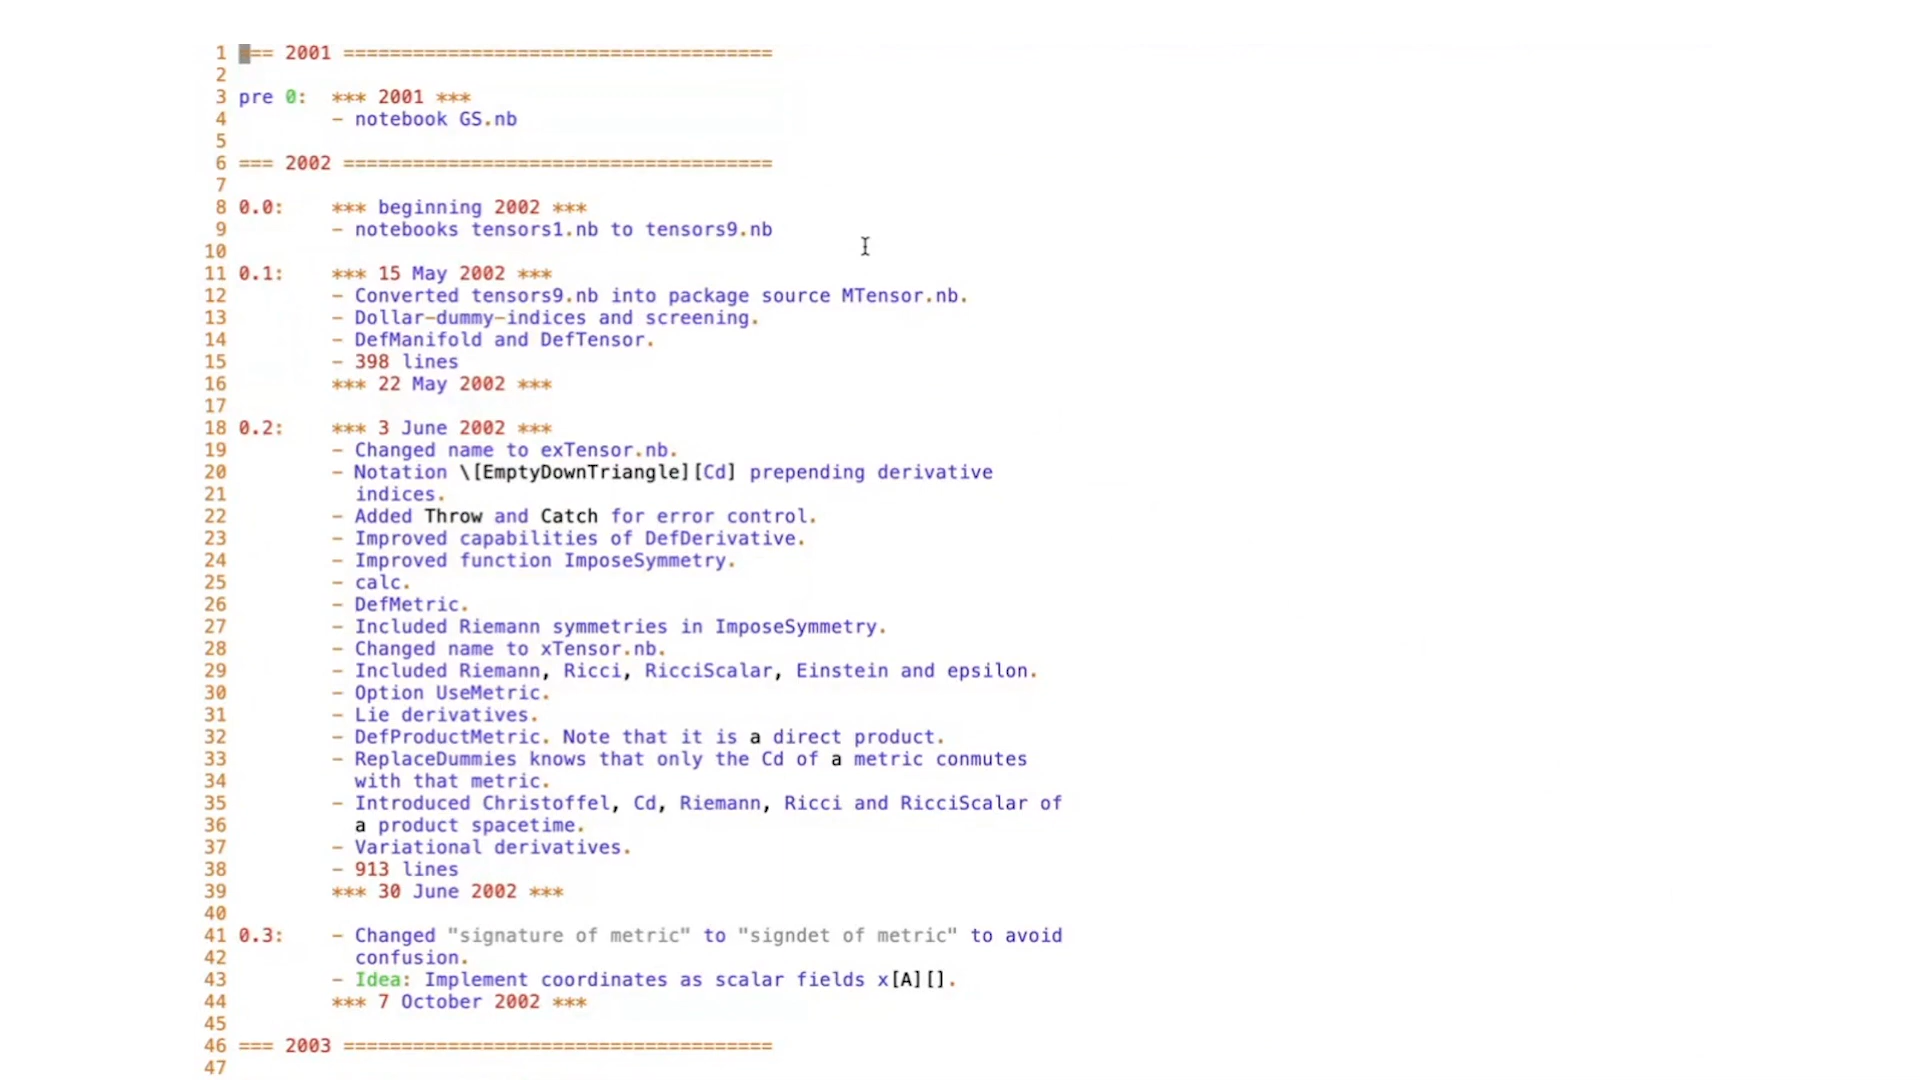 1 === 2001 =====================================
2
3 pre 0: *** 2001 ***
4 - notebook GS.nb
5
6 === 2002 =====================================
7
8 0.0: *** beginning 2002 ***
9 - notebooks tensors1.nb to tensors9.nb
10
11 0.1: *** 15 May 2002 ***
12 - Converted tensors9.nb into package source MTensor.nb.
13 - Dollar-dummy-indices and screening.
14 - DefManifold and DefTensor.
15 - 398 lines
16 *** 22 May 2002 ***
17
18 0.2: *** 3 June 2002 ***
19 - Changed name to exTensor.nb.
20 - Notation \[EmptyDownTriangle][Cd] prepending derivative
21 indices.
22 - Added Throw and Catch for error control.
23 - Improved capabilities of DefDerivative.
24 - Improved function ImposeSymmetry.
25 - calc.
26 - DefMetric.
27 - Included Riemann symmetries in ImposeSymmetry.
28 - Changed name to xTensor.nb.
29 - Included Riemann, Ricci, RicciScalar, Einstein and epsilon.
30 - Option UseMetric.
31 - Lie derivatives.
32 - DefProductMetric. Note that it is a direct product.
33 - ReplaceDummies knows that only the Cd of a metric conmutes
34 with that metric.
35 - Introduced Christoffel, Cd, Riemann, Ricci and RicciScalar of
36 a product spacetime.
37 - Variational derivatives.
38 - 913 lines
39 *** 30 June 2002 ***
40
41 0.3: - Changed "signature of metric" to "signdet of metric" to avoid
42 confusion.
43 - Idea: Implement coordinates as scalar fields x[A][].
44 *** 7 October 2002 ***
45
46 === 2003 =====================================
47